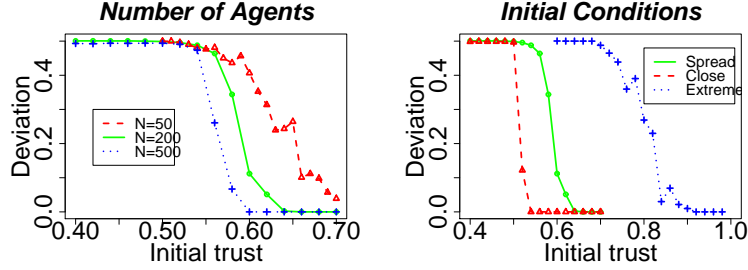 Number of Agents
Deviation
0.0
0.2
0.4
N=50
N=200
N=500
0.40
0.50
0.60
0.70
Initial trust
Initial Conditions
Deviation
0.0
0.2
0.4
Spread
Close
Extreme
0.4
0.6
0.8
1.0
Initial trust